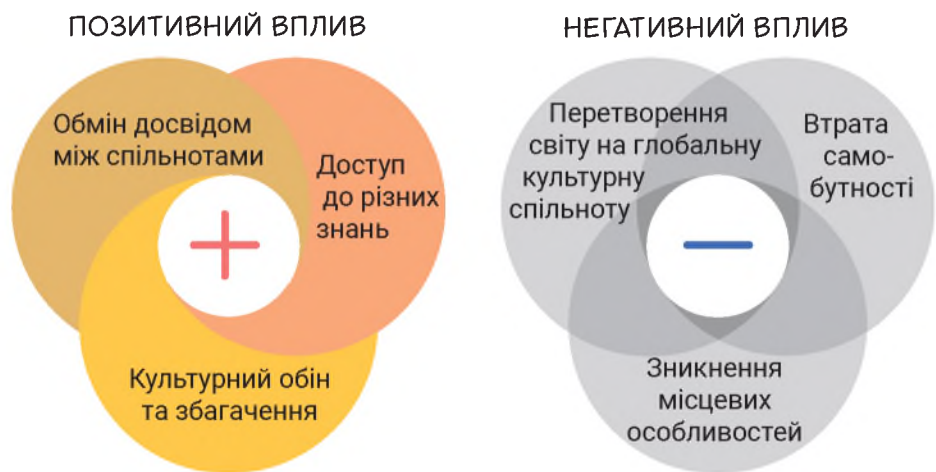 ПОЗИТИВНИЙ ВПЛИВ
Обмін досвідом
між спільнотами
Доступ
до різних
знань
+
Культурний обін
та збагачення
НЕГАТИВНИЙ ВПЛИВ
Перетворення
світу на глобальну
культурну
спільноту
Втрата
само-
бутності
−
Зникнення
місцевих
особливостей